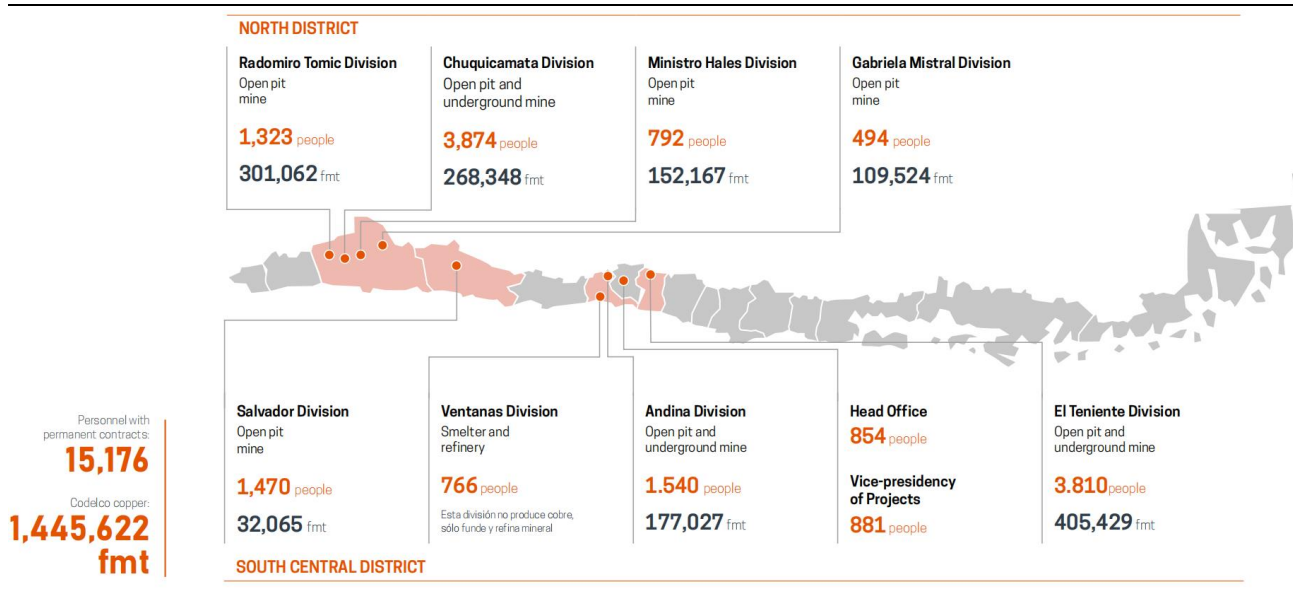 NORTH DISTRICT
Radomiro Tomic Division
Open pit
mine
1,323 people
301,062 fmt
Chuquicamata Division
Open pit and
underground mine
3,874 people
268,348 fmt
Ministro Hales Division
Open pit
mine
792 people
152,167 fmt
Gabriela Mistral Division
Open pit
mine
494 people
109,524 fmt
Personnel with
permanent contracts:
15,176
Codelco copper:
1,445,622
fmt
Salvador Division
Open pit
mine
1,470 people
32,065 fmt
Ventanas Division
Smelter and
refinery
766 people
Esta división no produce cobre,
sólo funde y refina mineral
Andina Division
Open pit and
underground mine
1.540 people
177,027 fmt
Head Office
854 people
Vice-presidency
of Projects
881 people
El Teniente Division
Open pit and
underground mine
3.810 people
405,429 fmt
SOUTH CENTRAL DISTRICT